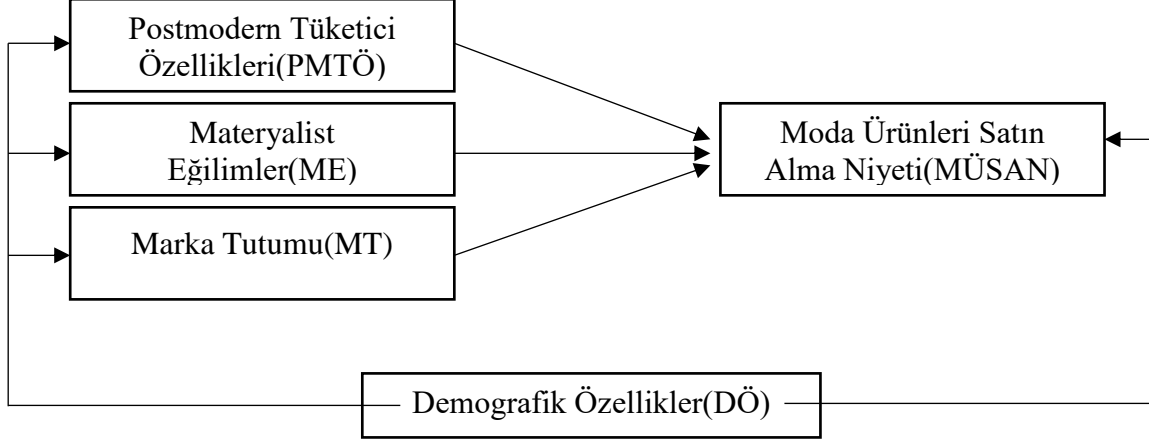 Postmodern Tüketici
Özellikleri(PMTÖ)
Materyalist
Eğilimler(ME)
Marka Tutumu(MT)
Moda Ürünleri Satın
Alma Niyeti(MÜSAN)
Demografik Özellikler(DÖ)